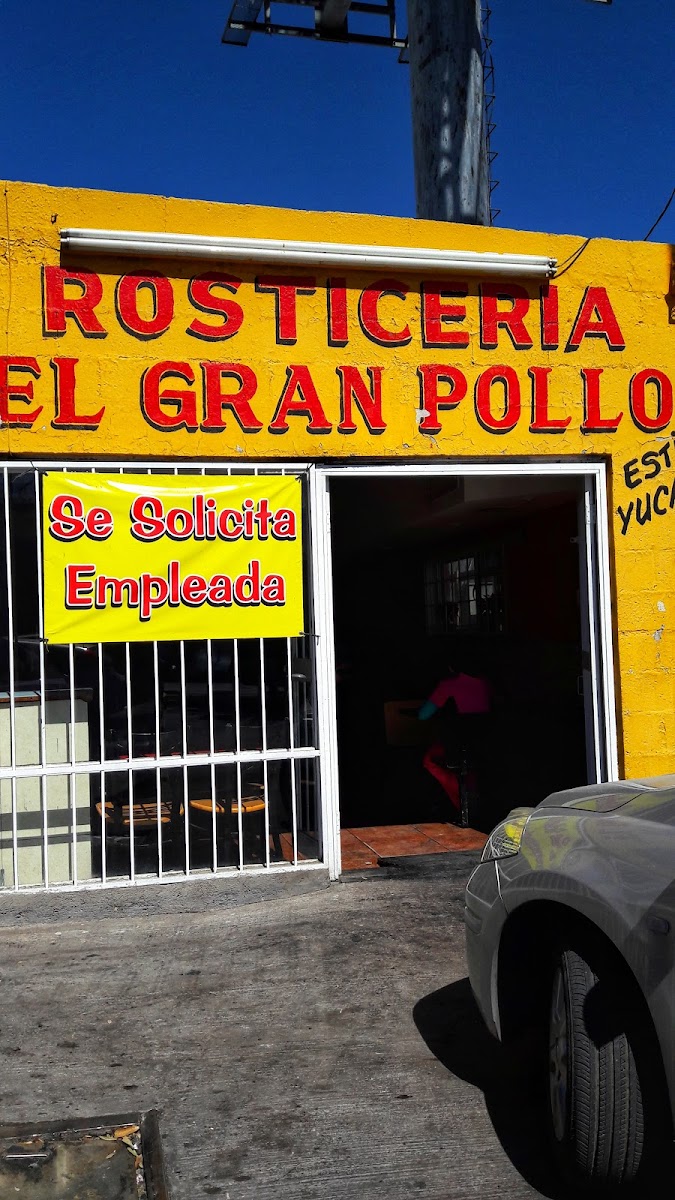 ROSTICERIA
EL GRAN POLLO
Se Solicita
Empleada